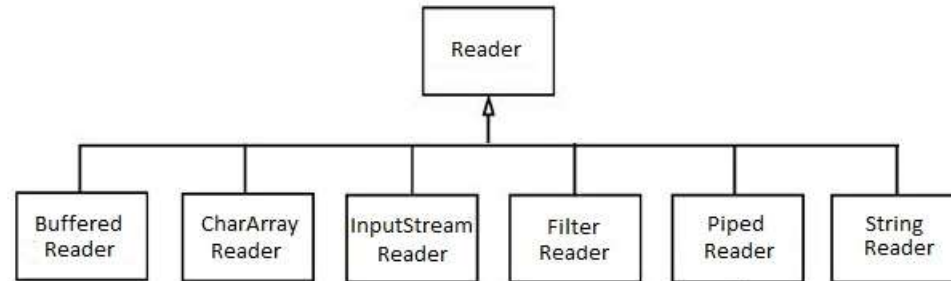 Reader
Buffered
Reader
CharArray
Reader
InputStream
Reader
Filter
Reader
Piped
Reader
String
Reader